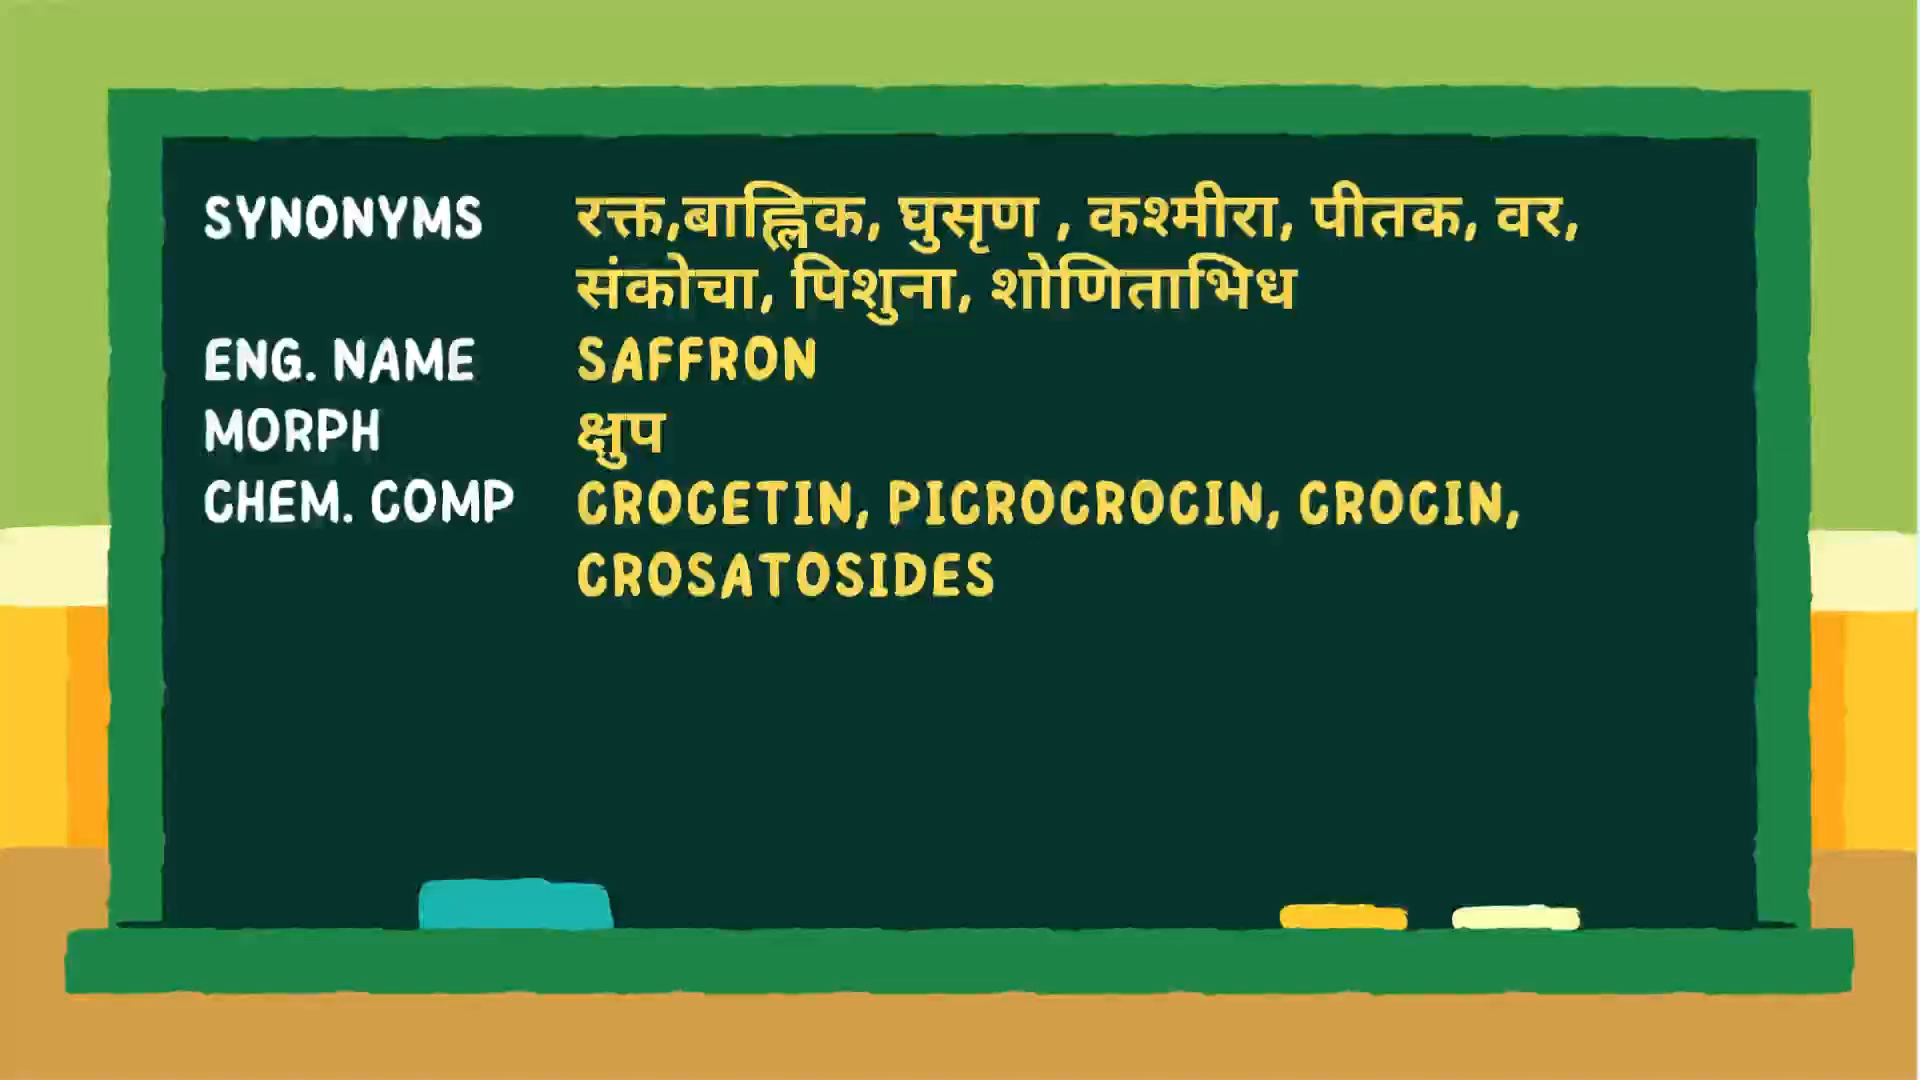 SYNONYMS रक्त,बाह्लिक, घुसृण , कश्मीरा, पीतक, वर,
संकोचा, पिशुना, शोणिताभिध
ENG. NAME SAFFRON
MORPH क्षुप
CHEM. COMP CROCETIN, PICROCROCIN, CROCIN,
CROSATOSIDES